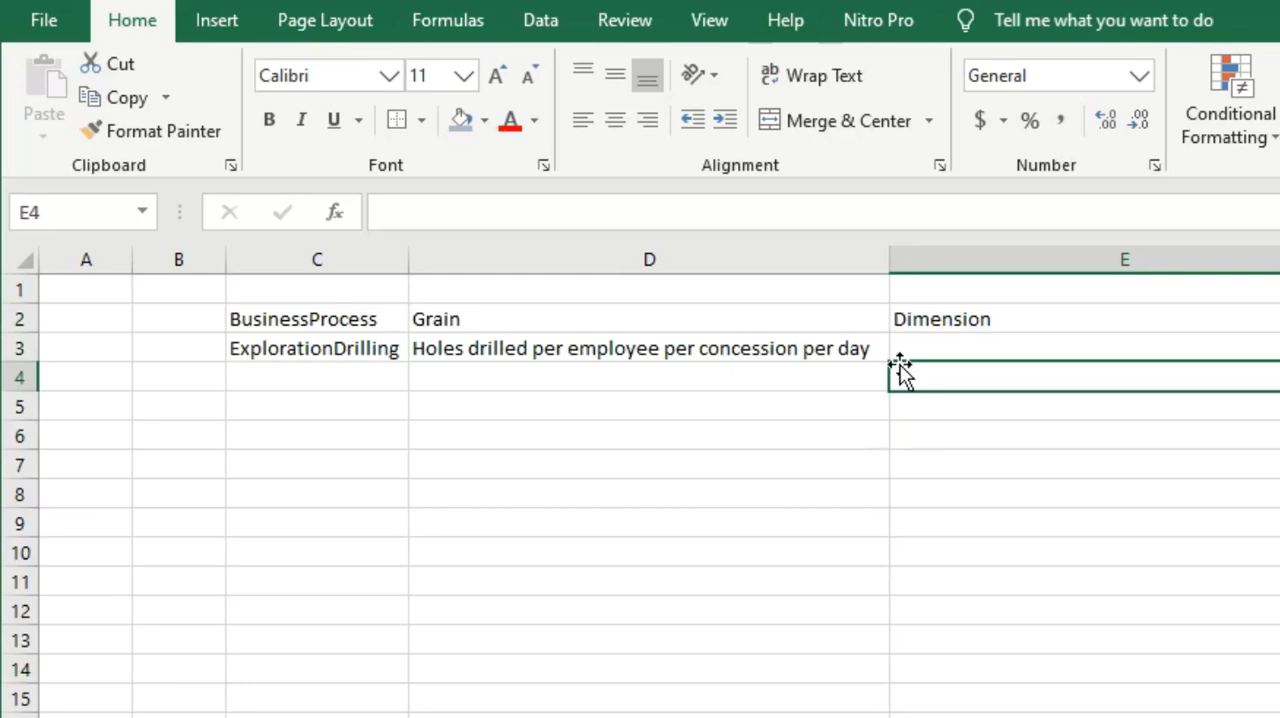 File Home Insert Page Layout Formulas Data Review View Help Nitro Pro Tell me what you want to do
Paste
Cut
Copy
Format Painter
Clipboard
Calibri 11 A A
B I U A
Font
ab Wrap Text
Merge & Center
Alignment
General
$ % ,
Number
Conditional
Formatting
E4 fx
A B C D E
1
2 BusinessProcess Grain Dimension
3 ExplorationDrilling Holes drilled per employee per concession per day
4
5
6
7
8
9
10
11
12
13
14
15